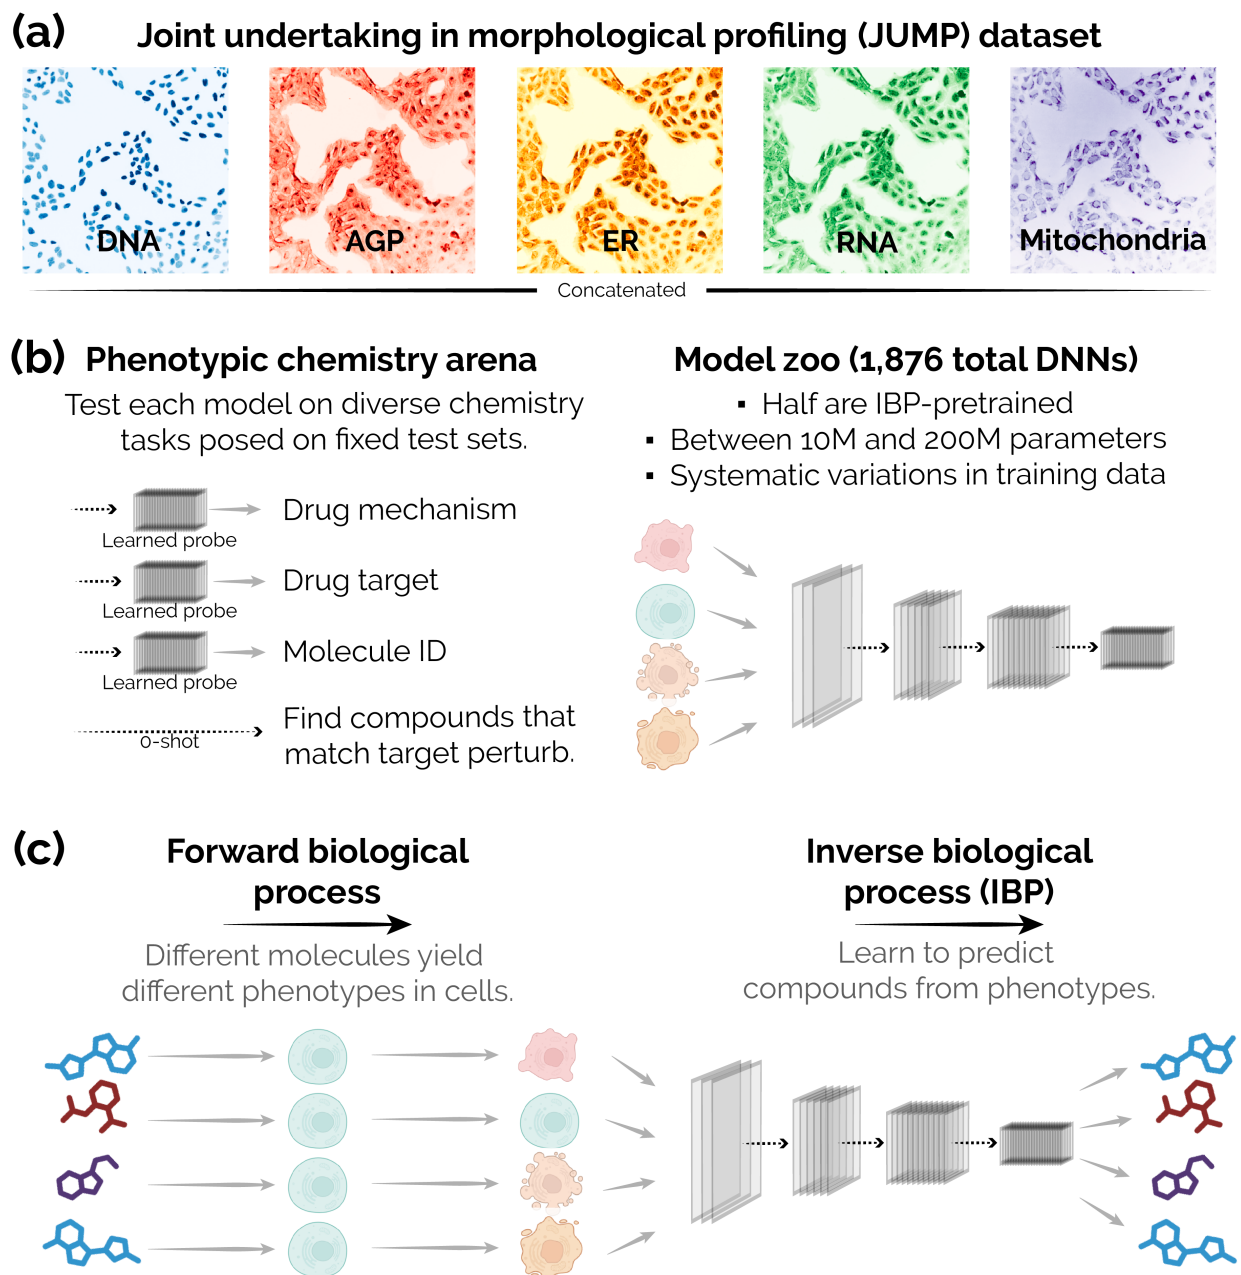 (a) Joint undertaking in morphological profiling (JUMP) dataset
DNA
AGP
ER
RNA
Mitochondria
Concatenated
(b) Phenotypic chemistry arena
Test each model on diverse chemistry
tasks posed on fixed test sets.
Learned probe
Drug mechanism
Learned probe
Drug target
Learned probe
Molecule ID
0-shot
Find compounds that
match target perturb.
Model zoo (1,876 total DNNs)
▪ Half are IBP-pretrained
▪ Between 10M and 200M parameters
▪ Systematic variations in training data
(c) Forward biological
process
Different molecules yield
different phenotypes in cells.
Inverse biological
process (IBP)
Learn to predict
compounds from phenotypes.